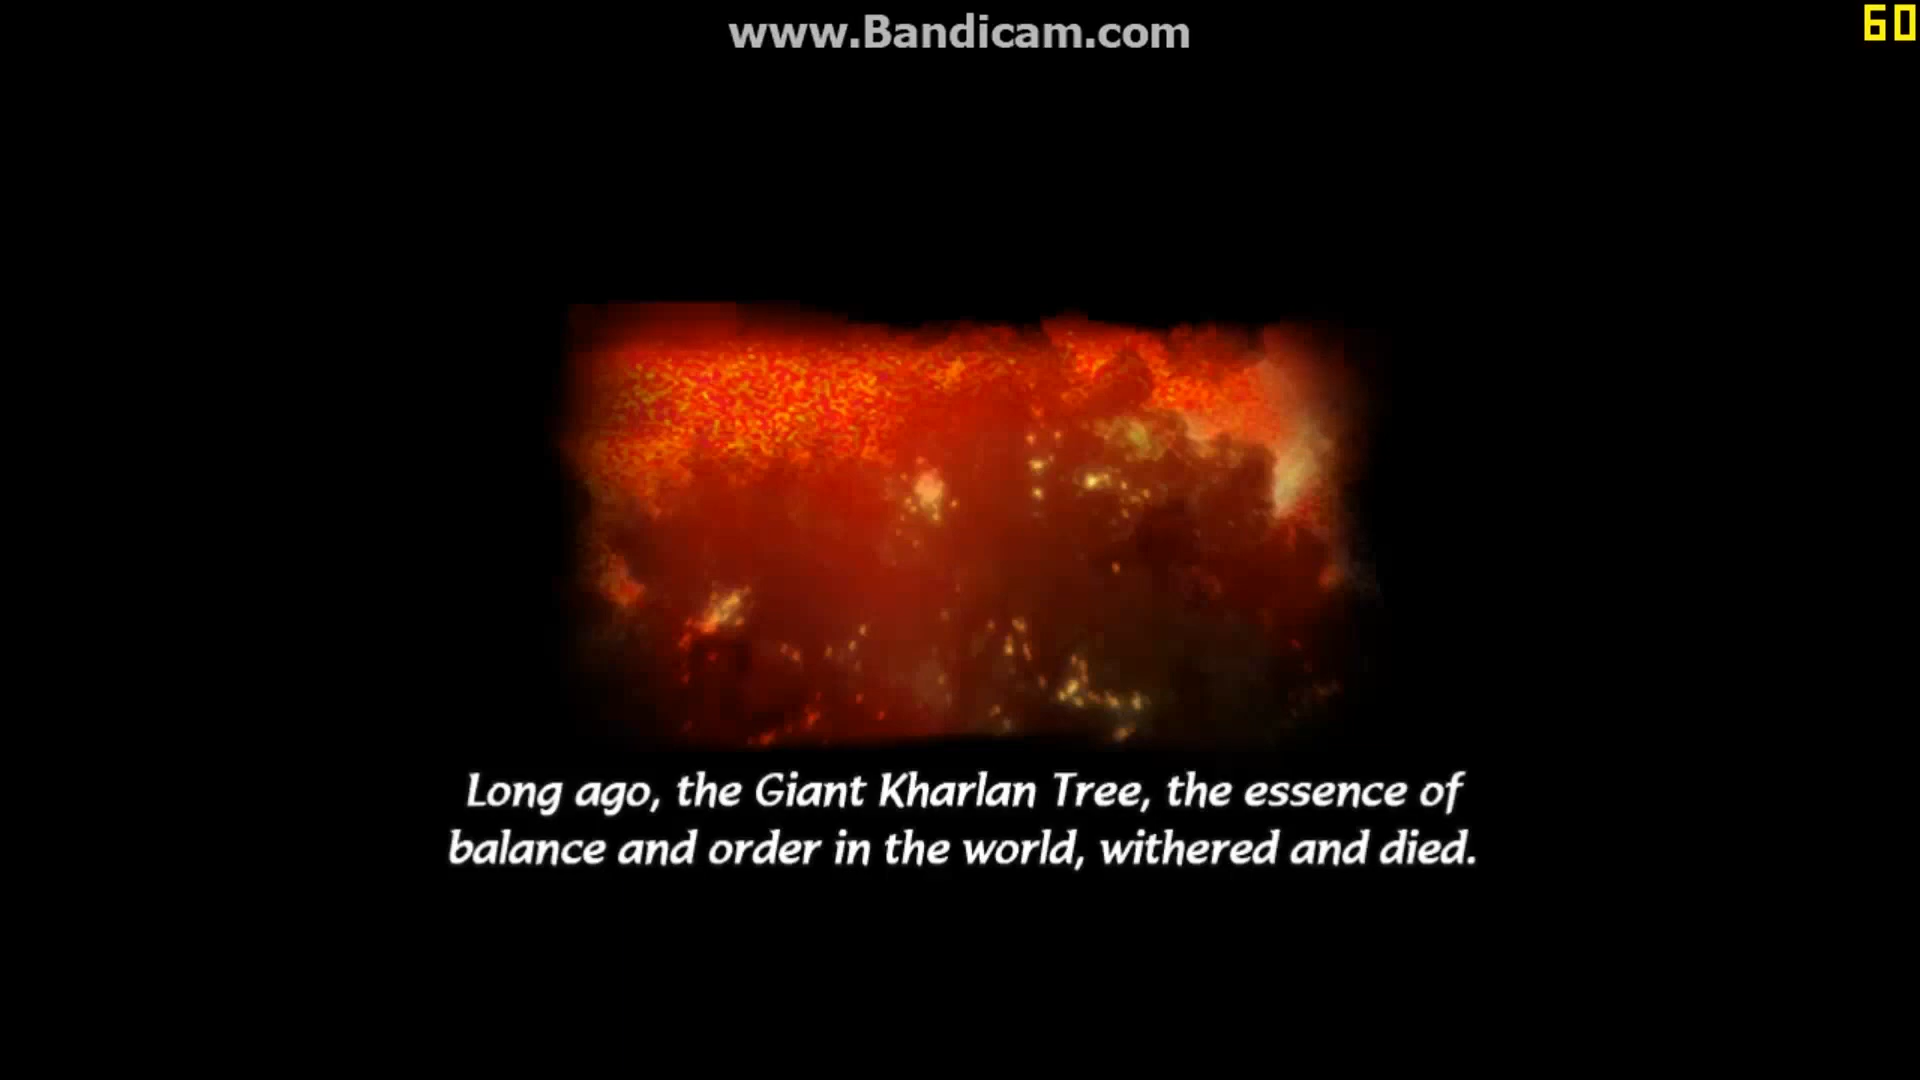 www.Bandicam.com
60
Long ago, the Giant Kharlan Tree, the essence of
balance and order in the world, withered and died.